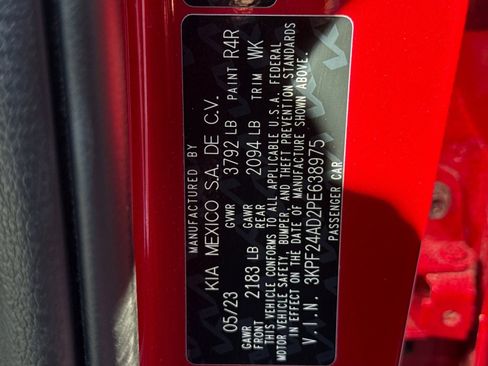 MANUFACTURED BY
KIA MEXICO S.A. DE C.V.
05/23 GVWR 3792 LB PAINT R4R
GAWR FRONT 2183 LB GAWR REAR 2094 LB TRIM WK
THIS VEHICLE CONFORMS TO ALL APPLICABLE U.S.A. FEDERAL
MOTOR VEHICLE SAFETY, BUMPER, AND THEFT PREVENTION STANDARDS
IN EFFECT ON THE DATE OF MANUFACTURE SHOWN ABOVE.
V.I.N. 3KPF24AD2PE638975
PASSENGER CAR